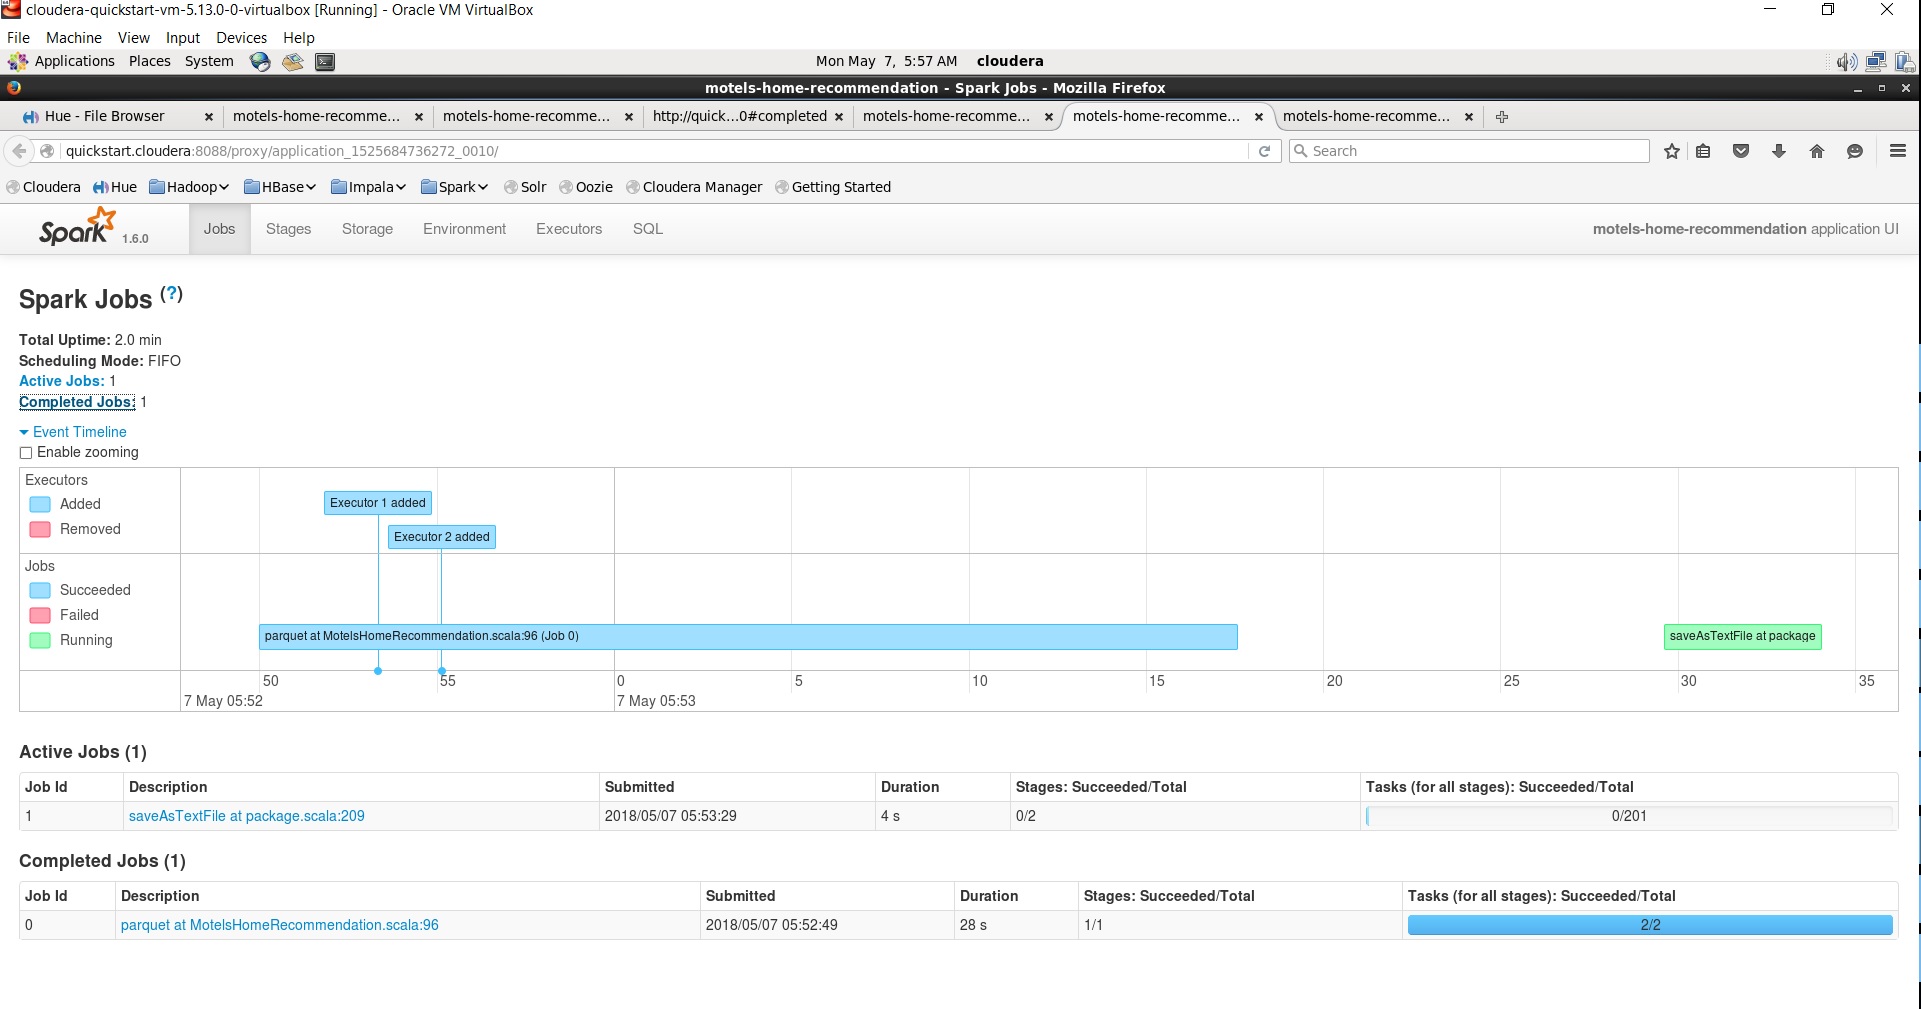 cloudera-quickstart-vm-5.13.0-0-virtualbox [Running] - Oracle VM VirtualBox
File Machine View Input Devices Help
Applications Places System Mon May 7, 5:57 AM cloudera
motels-home-recommendation - Spark Jobs - Mozilla Firefox
Hue - File Browser motels-home-recomme... motels-home-recomme... http://quick...0#completed motels-home-recomme... motels-home-recomme... motels-home-recomme...
quickstart.cloudera:8088/proxy/application_1525684736272_0010/ Search
Cloudera Hue Hadoop HBase Impala Spark Solr Oozie Cloudera Manager Getting Started
Spark 1.6.0 Jobs Stages Storage Environment Executors SQL motels-home-recommendation application UI
Spark Jobs (?)
Total Uptime: 2.0 min
Scheduling Mode: FIFO
Active Jobs: 1
Completed Jobs: 1
Event Timeline
Enable zooming
Executors
Added
Removed
Executor 1 added
Executor 2 added
Jobs
Succeeded
Failed
Running
parquet at MotelsHomeRecommendation.scala:96 (Job 0)
saveAsTextFile at package
50 55 0 5 10 15 20 25 30 35
7 May 05:52 7 May 05:53
Active Jobs (1)
Job Id Description Submitted Duration Stages: Succeeded/Total Tasks (for all stages): Succeeded/Total
1 saveAsTextFile at package.scala:209 2018/05/07 05:53:29 4 s 0/2 0/201
Completed Jobs (1)
Job Id Description Submitted Duration Stages: Succeeded/Total Tasks (for all stages): Succeeded/Total
0 parquet at MotelsHomeRecommendation.scala:96 2018/05/07 05:52:49 28 s 1/1 2/2